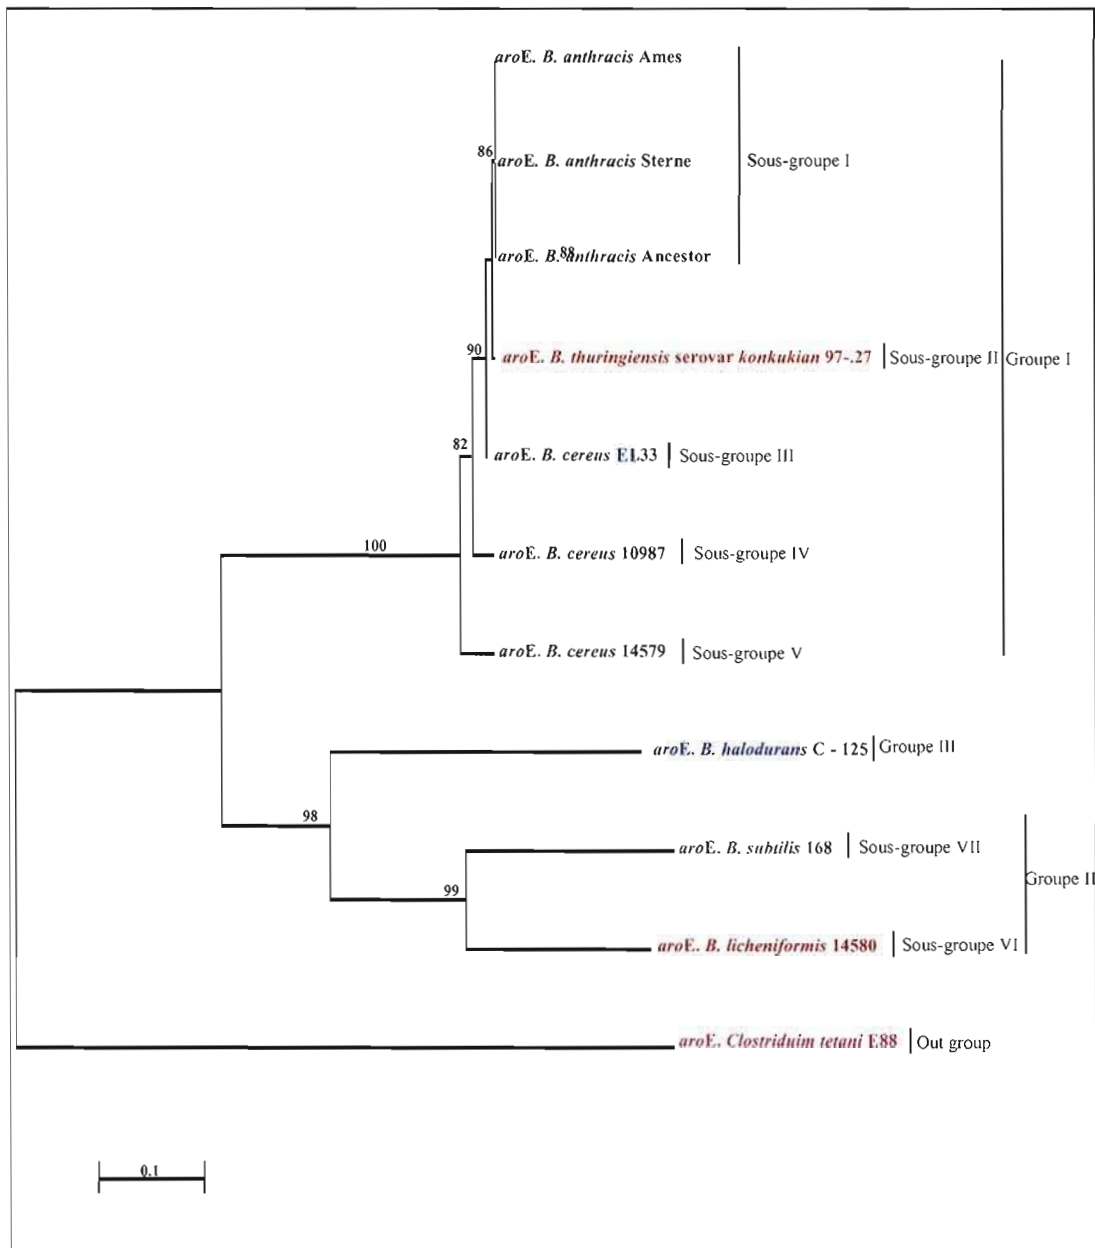 aroE. B. anthracis Ames
86
aroE. B. anthracis Sterne
Sous-groupe I
aroE. B. anthracis Ancestor
88
90
aroE. B. thuringiensis serovar konkukian 97-.27
Sous-groupe II
Groupe I
82
aroE. B. cereus E1.33
Sous-groupe III
100
aroE. B. cereus 10987
Sous-groupe IV
aroE. B. cereus 14579
Sous-groupe V
aroE. B. halodurans C - 125
Groupe III
98
aroE. B. subtilis 168
Sous-groupe VII
Groupe II
99
aroE. B. licheniformis 14580
Sous-groupe VI
aroE. Clostriduim tetani E88
Out group
0.1